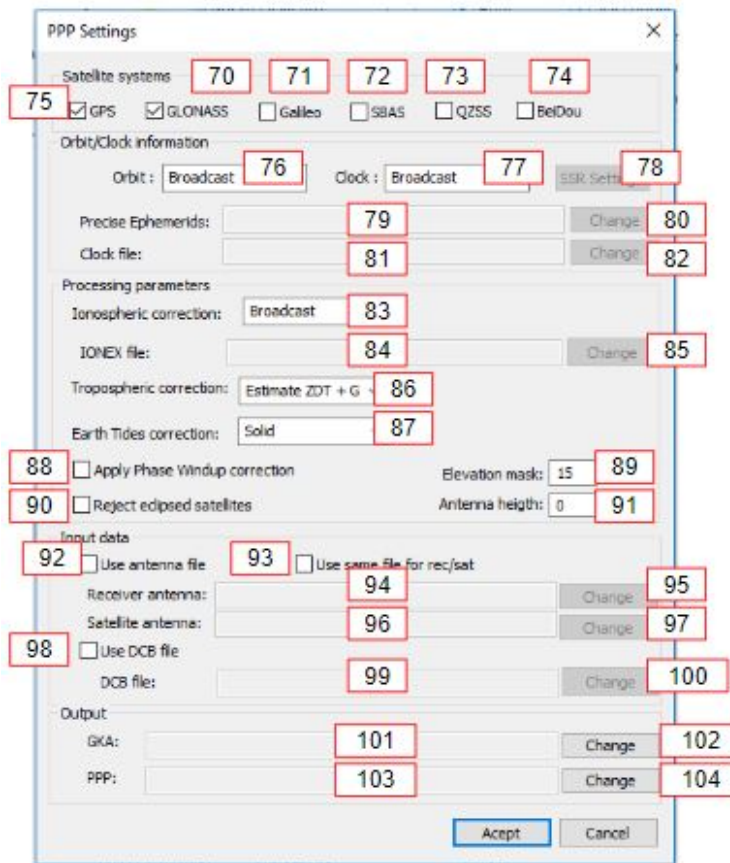 PPP Settings
Satellite systems 70 71 72 73 74
75 GPS GLONASS Galileo SBAS QZSS BeiDou
Orbit/Clock information
Orbit : Broadcast 76 Clock : Broadcast 77 SSR Setting 78
Precise Ephemerids: 79 Change 80
Clock file: 81 Change 82
Processing parameters
Ionospheric correction: Broadcast 83
IONEX file: 84 Change 85
Tropospheric correction: Estimate ZDT + G 86
Earth Tides correction: Solid 87
88 Apply Phase Windup correction Elevation mask: 15 89
90 Reject edipsed satellites Antenna heigth: 0 91
Input data
92 Use antenna file 93 Use same file for rec/sat
Receiver antenna: 94 Change 95
Satellite antenna: 96 Change 97
98 Use DCB file
DCB file: 99 Change 100
Output
GKA: 101 Change 102
PPP: 103 Change 104
Acept Cancel